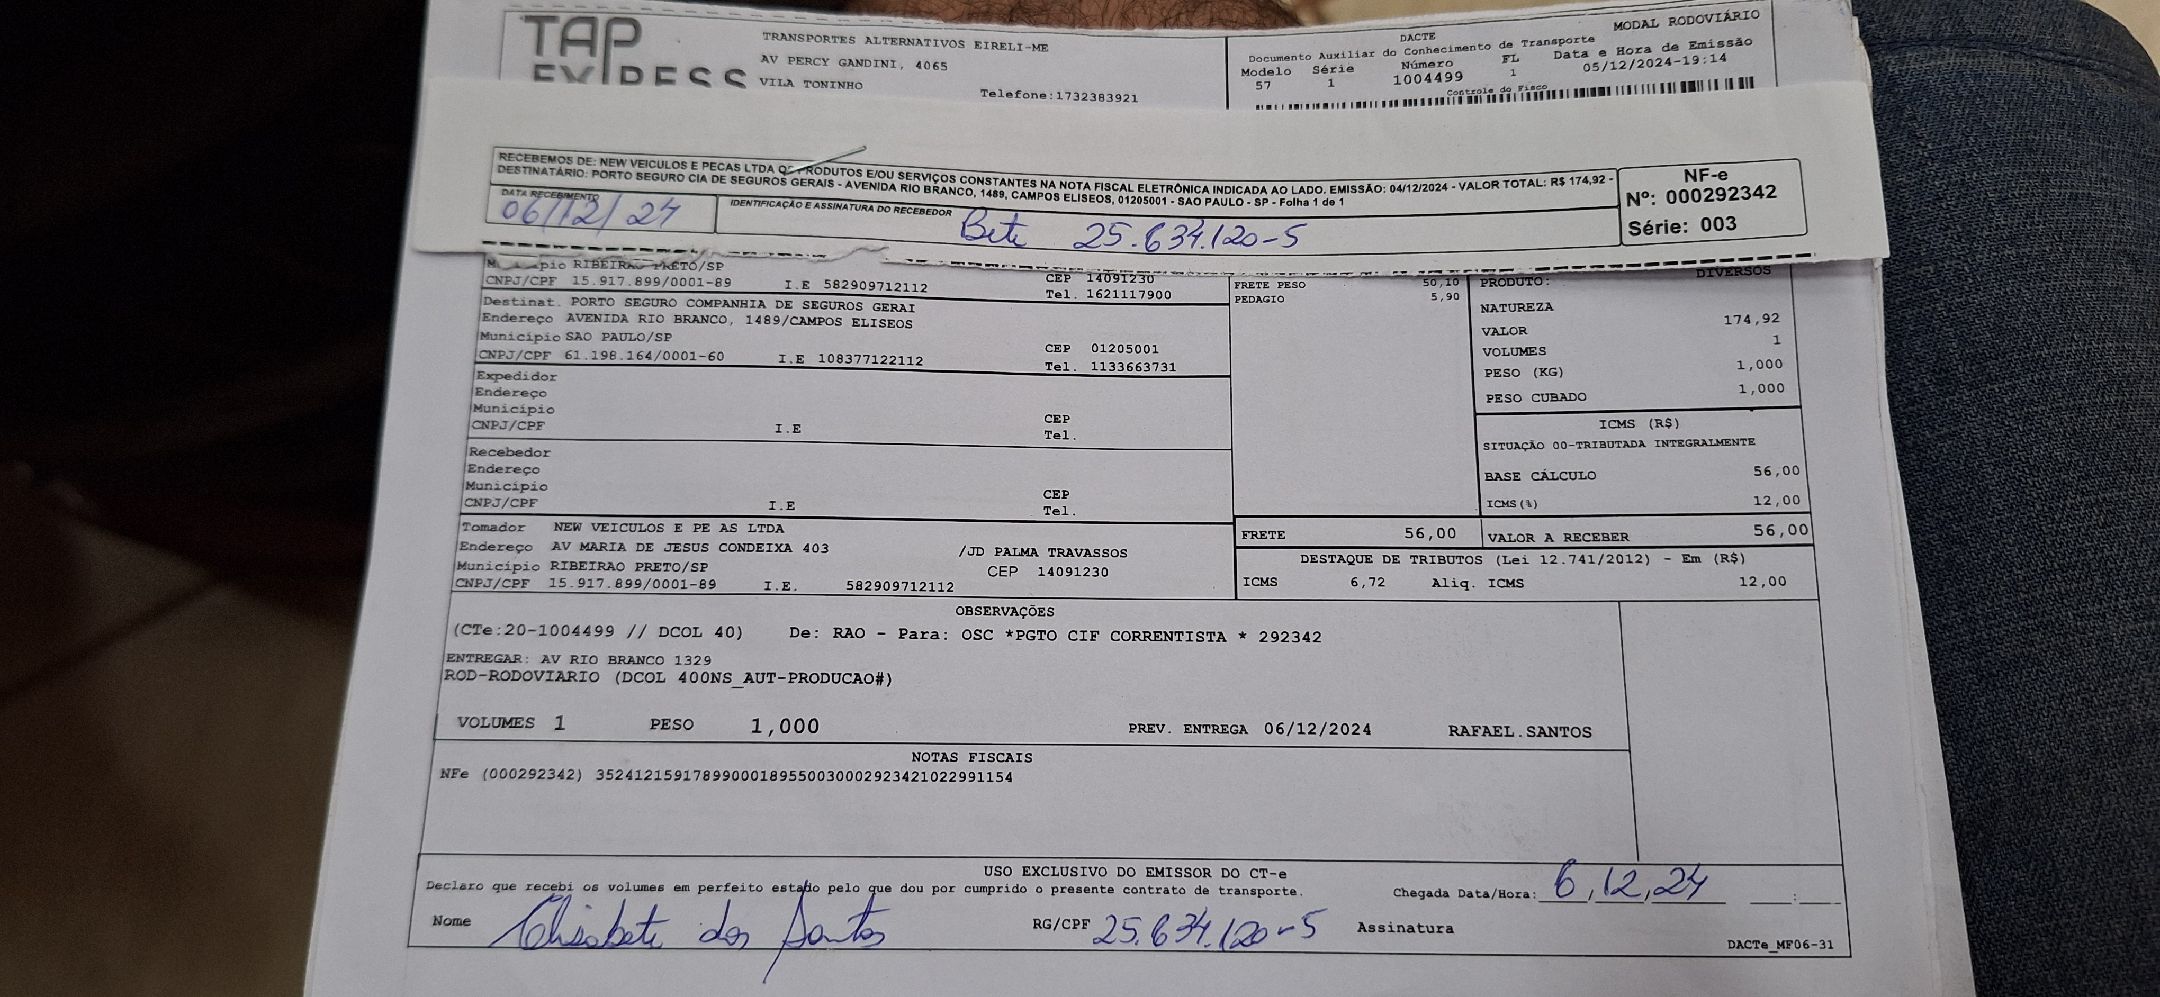 TAP
EXPRESS
TRANSPORTES ALTERNATIVOS EIRELI-ME
AV PERCY GANDINI, 4065
VILA TONINHO
Telefone:1732383921
DACTE MODAL RODOVIÁRIO
Documento Auxiliar do Conhecimento de Transporte
Modelo Série Número FL Data e Hora de Emissão
57 1 1004499 1 05/12/2024-19:14
Controle do Fisco
RECEBEMOS DE: NEW VEICULOS E PECAS LTDA OS PRODUTOS E/OU SERVIÇOS CONSTANTES NA NOTA FISCAL ELETRÔNICA INDICADA AO LADO. EMISSÃO: 04/12/2024 - VALOR TOTAL: R$ 174,92 -
DESTINATÁRIO: PORTO SEGURO CIA DE SEGUROS GERAIS - AVENIDA RIO BRANCO, 1489, CAMPOS ELISEOS, 01205001 - SAO PAULO - SP - Folha 1 de 1
DATA RECEBIMENTO
06/12/24
IDENTIFICAÇÃO E ASSINATURA DO RECEBEDOR
Bete 25.634.120-5
NF-e
Nº: 000292342
Série: 003
Município RIBEIRAO PRETO/SP CEP 14091230
CNPJ/CPF 15.917.899/0001-89 I.E 582909712112 Tel. 1621117900
Destinat. PORTO SEGURO COMPANHIA DE SEGUROS GERAI
Endereço AVENIDA RIO BRANCO, 1489/CAMPOS ELISEOS
Município SAO PAULO/SP CEP 01205001
CNPJ/CPF 61.198.164/0001-60 I.E 108377122112 Tel. 1133663731
Expedidor
Endereço
Município CEP
CNPJ/CPF I.E Tel.
Recebedor
Endereço
Município CEP
CNPJ/CPF I.E Tel.
Tomador NEW VEICULOS E PE AS LTDA
Endereço AV MARIA DE JESUS CONDEIXA 403 /JD PALMA TRAVASSOS
Município RIBEIRAO PRETO/SP CEP 14091230
CNPJ/CPF 15.917.899/0001-89 I.E. 582909712112
FRETE PESO 50,10
PEDAGIO 5,90
PRODUTO: DIVERSOS
NATUREZA
VALOR 174,92
VOLUMES 1
PESO (KG) 1,000
PESO CUBADO 1,000
ICMS (R$)
SITUAÇÃO 00-TRIBUTADA INTEGRALMENTE
BASE CÁLCULO 56,00
ICMS(%) 12,00
FRETE 56,00 VALOR A RECEBER 56,00
DESTAQUE DE TRIBUTOS (Lei 12.741/2012) - Em (R$)
ICMS 6,72 Aliq. ICMS 12,00
OBSERVAÇÕES
(CTe:20-1004499 // DCOL 40) De: RAO - Para: OSC *PGTO CIF CORRENTISTA * 292342
ENTREGAR: AV RIO BRANCO 1329
ROD-RODOVIARIO (DCOL 400NS_AUT-PRODUCAO#)
VOLUMES 1 PESO 1,000 PREV. ENTREGA 06/12/2024 RAFAEL.SANTOS
NOTAS FISCAIS
NFe (000292342) 35241215917899000189550030002923421022991154
USO EXCLUSIVO DO EMISSOR DO CT-e
Declaro que recebi os volumes em perfeito estado pelo que dou por cumprido o presente contrato de transporte. Chegada Data/Hora: 6,12,24 :
Nome Elisabete dos Santos RG/CPF 25.634.120-5 Assinatura
DACTe_MF06-31